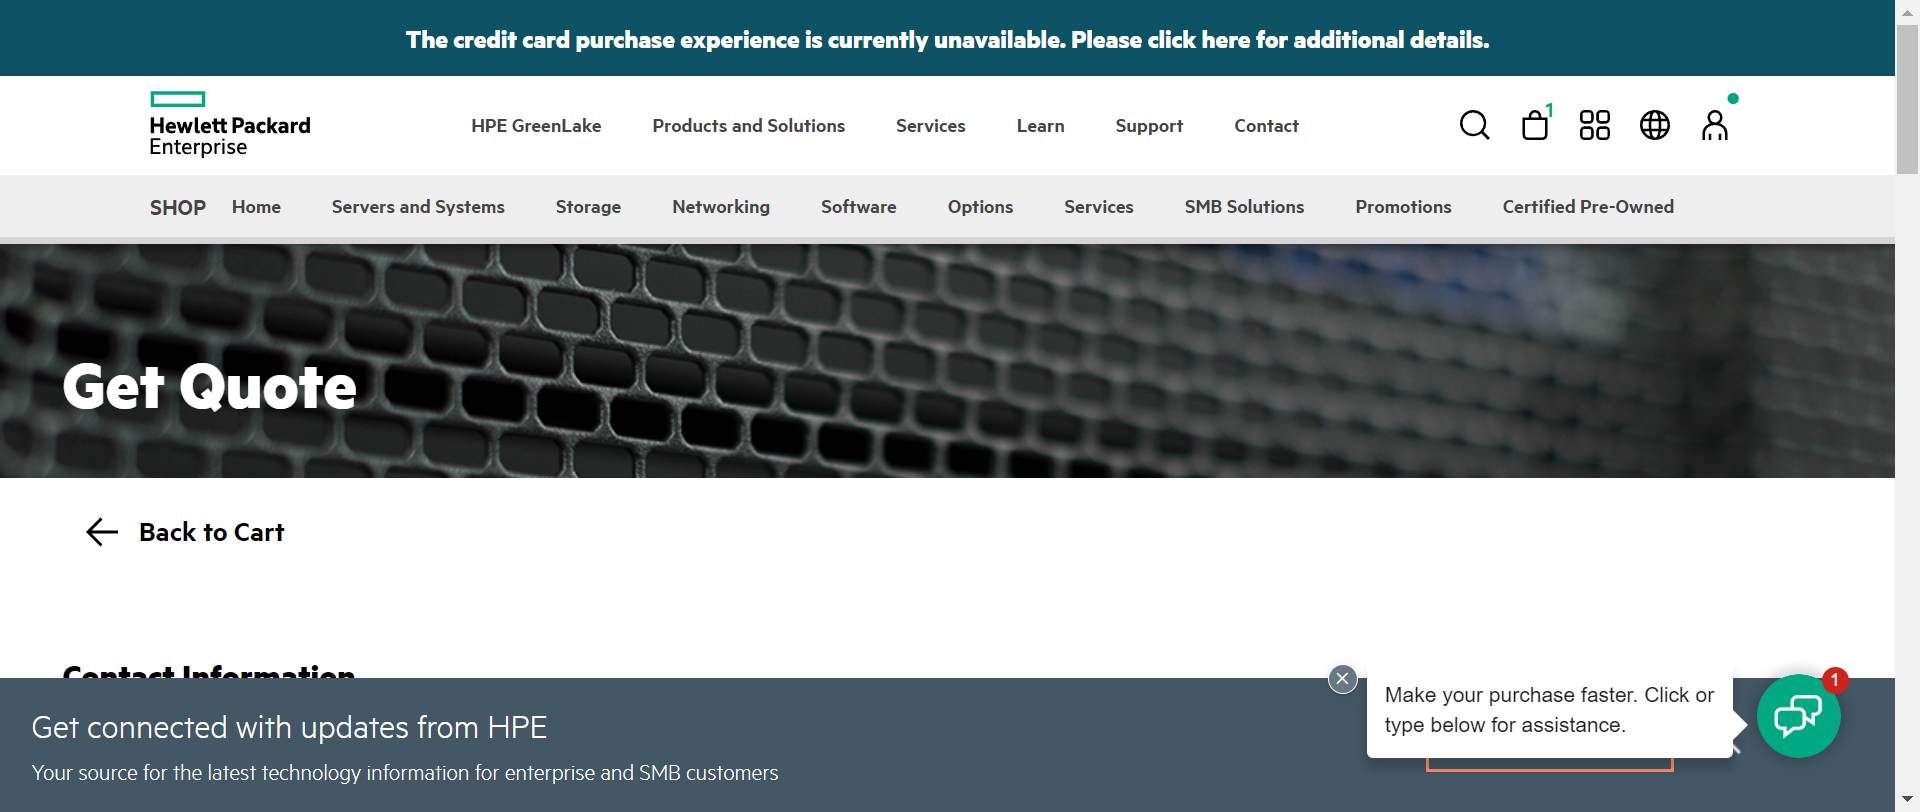 The credit card purchase experience is currently unavailable. Please click here for additional details.
Hewlett Packard
Enterprise
HPE GreenLake
Products and Solutions
Services
Learn
Support
Contact
1
SHOP
Home
Servers and Systems
Storage
Networking
Software
Options
Services
SMB Solutions
Promotions
Certified Pre-Owned
Get Quote
Back to Cart
Contact Information
Get connected with updates from HPE
Your source for the latest technology information for enterprise and SMB customers
Make your purchase faster. Click or
type below for assistance.
1